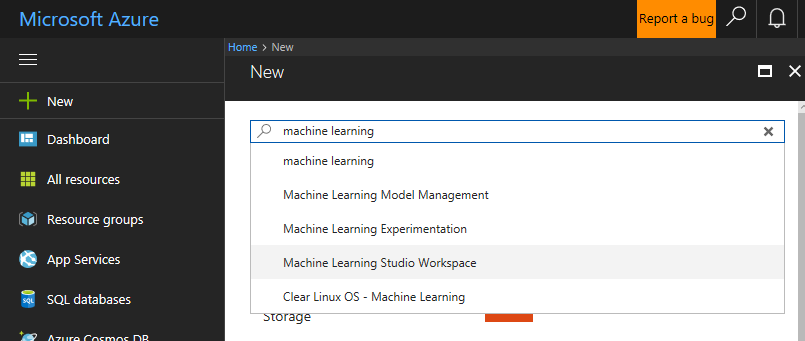 Microsoft Azure
Report a bug
Home > New
New
New
Dashboard
All resources
Resource groups
App Services
SQL databases
Azure Cosmos DB
machine learning
machine learning
Machine Learning Model Management
Machine Learning Experimentation
Machine Learning Studio Workspace
Clear Linux OS - Machine Learning
Storage